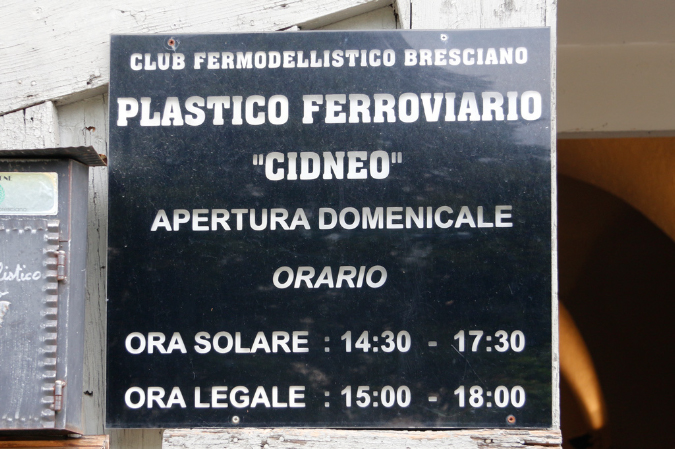 CLUB FERMODELLISTICO BRESCIANO
PLASTICO FERROVIARIO
"CIDNEO"
APERTURA DOMENICALE
ORARIO
ORA SOLARE : 14:30 - 17:30
ORA LEGALE : 15:00 - 18:00
listico